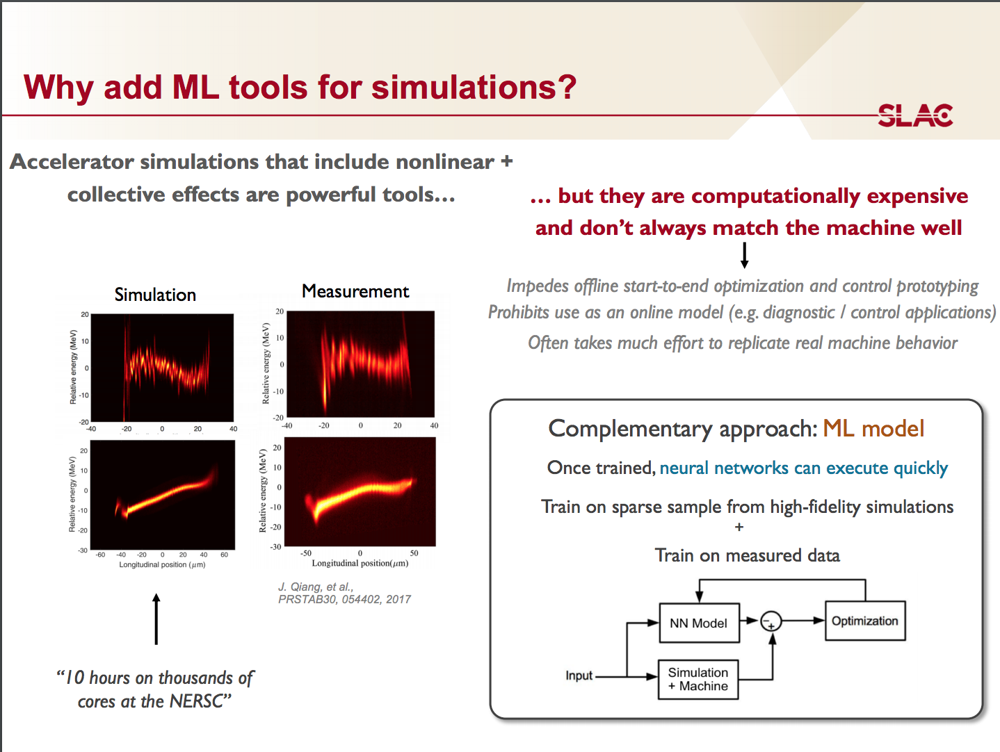 Why add ML tools for simulations?
SLAC
Accelerator simulations that include nonlinear +
collective effects are powerful tools…
… but they are computationally expensive
and don’t always match the machine well
Impedes offline start-to-end optimization and control prototyping
Prohibits use as an online model (e.g. diagnostic / control applications)
Often takes much effort to replicate real machine behavior
Simulation
Relative energy (MeV)
20
10
0
-10
-20
-40
-20
0
20
40
Measurement
Relative energy (MeV)
20
10
0
-10
-20
-40
-20
0
20
40
Relative energy (MeV)
20
10
0
-10
-20
-30
-60
-40
-20
0
20
40
60
Longitudinal position (μm)
Relative energy (MeV)
20
10
0
-10
-20
-30
-50
0
50
Longitudinal position(μm)
J. Qiang, et al.,
PRSTAB30, 054402, 2017
“10 hours on thousands of
cores at the NERSC”
Complementary approach: ML model
Once trained, neural networks can execute quickly
Train on sparse sample from high-fidelity simulations
+
Train on measured data
NN Model
−
+
Optimization
Input
Simulation
+ Machine